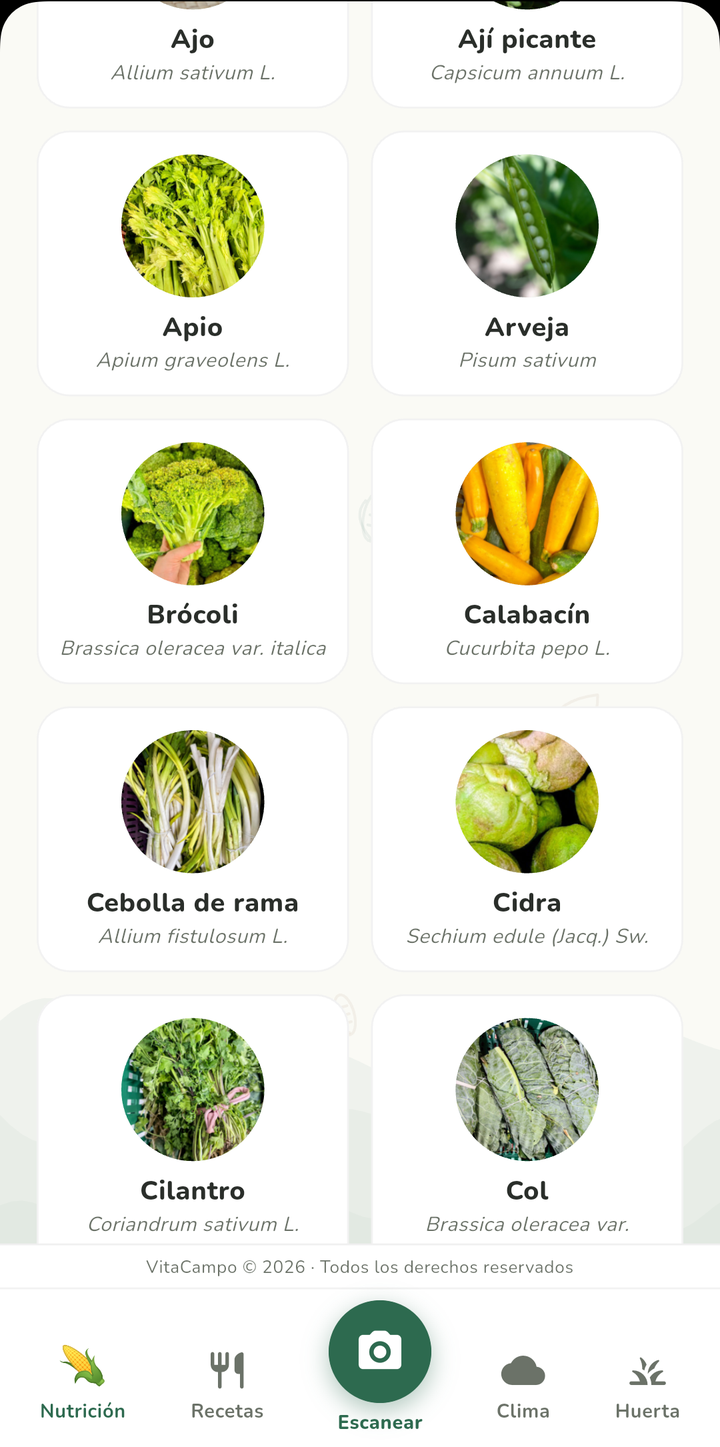 Ajo
Allium sativum L.
Ají picante
Capsicum annuum L.
Apio
Apium graveolens L.
Arveja
Pisum sativum
Brócoli
Brassica oleracea var. italica
Calabacín
Cucurbita pepo L.
Cebolla de rama
Allium fistulosum L.
Cidra
Sechium edule (Jacq.) Sw.
Cilantro
Coriandrum sativum L.
Col
Brassica oleracea var.
VitaCampo © 2026 · Todos los derechos reservados
Nutrición
Recetas
Escanear
Clima
Huerta